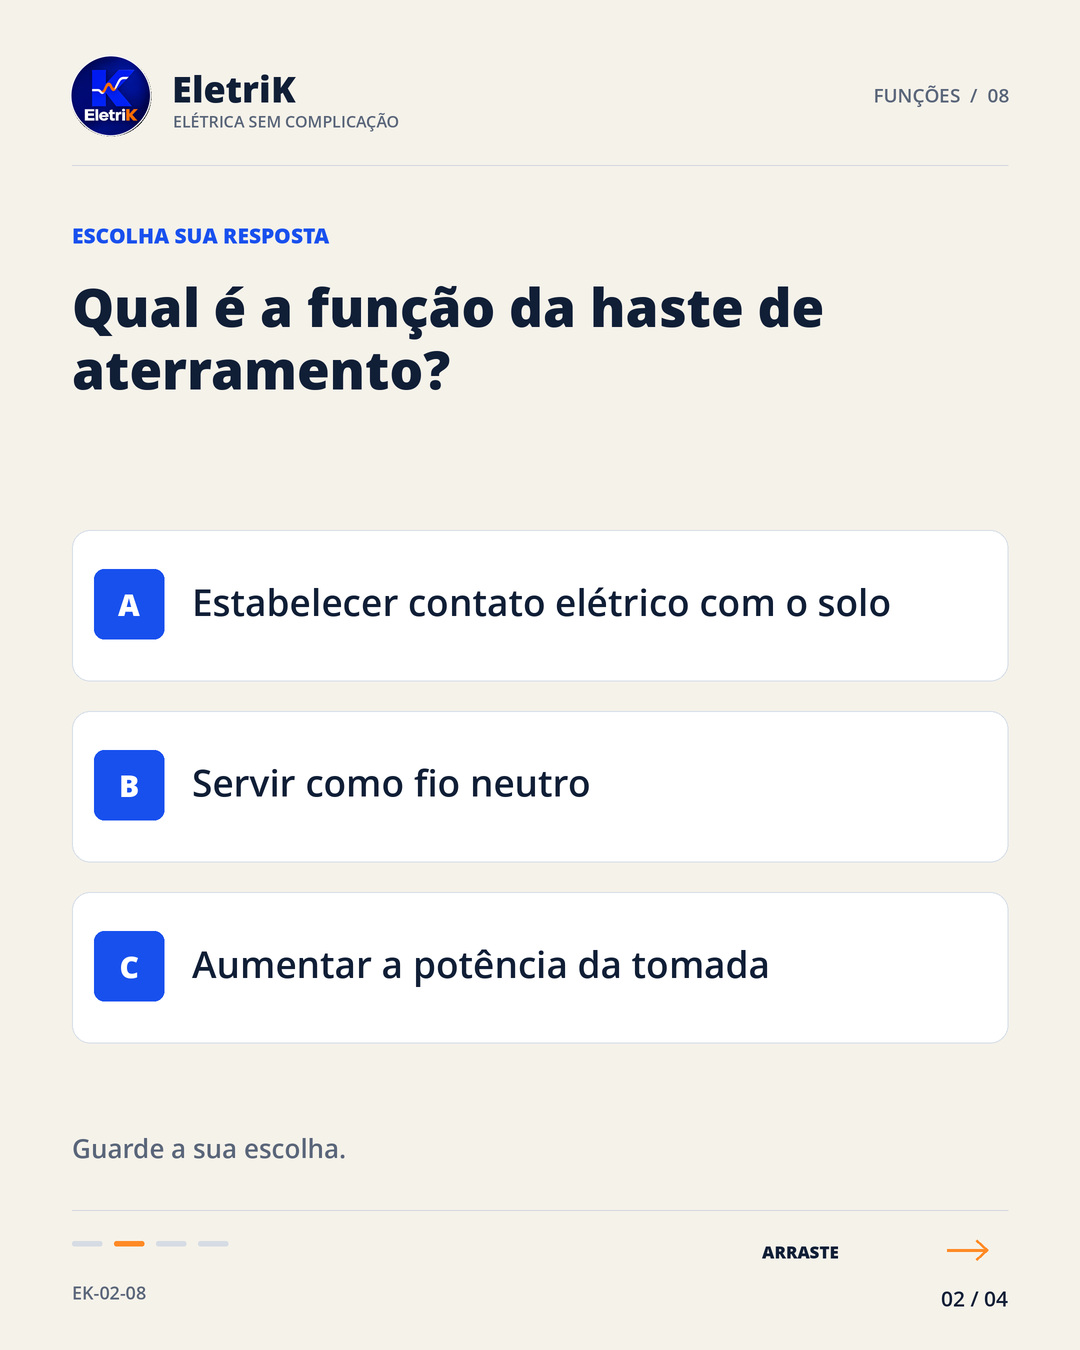 EletriK
EletriK
ELÉTRICA SEM COMPLICAÇÃO
FUNÇÕES / 08
ESCOLHA SUA RESPOSTA
Qual é a função da haste de
aterramento?
A Estabelecer contato elétrico com o solo
B Servir como fio neutro
C Aumentar a potência da tomada
Guarde a sua escolha.
ARRASTE
EK-02-08
02 / 04